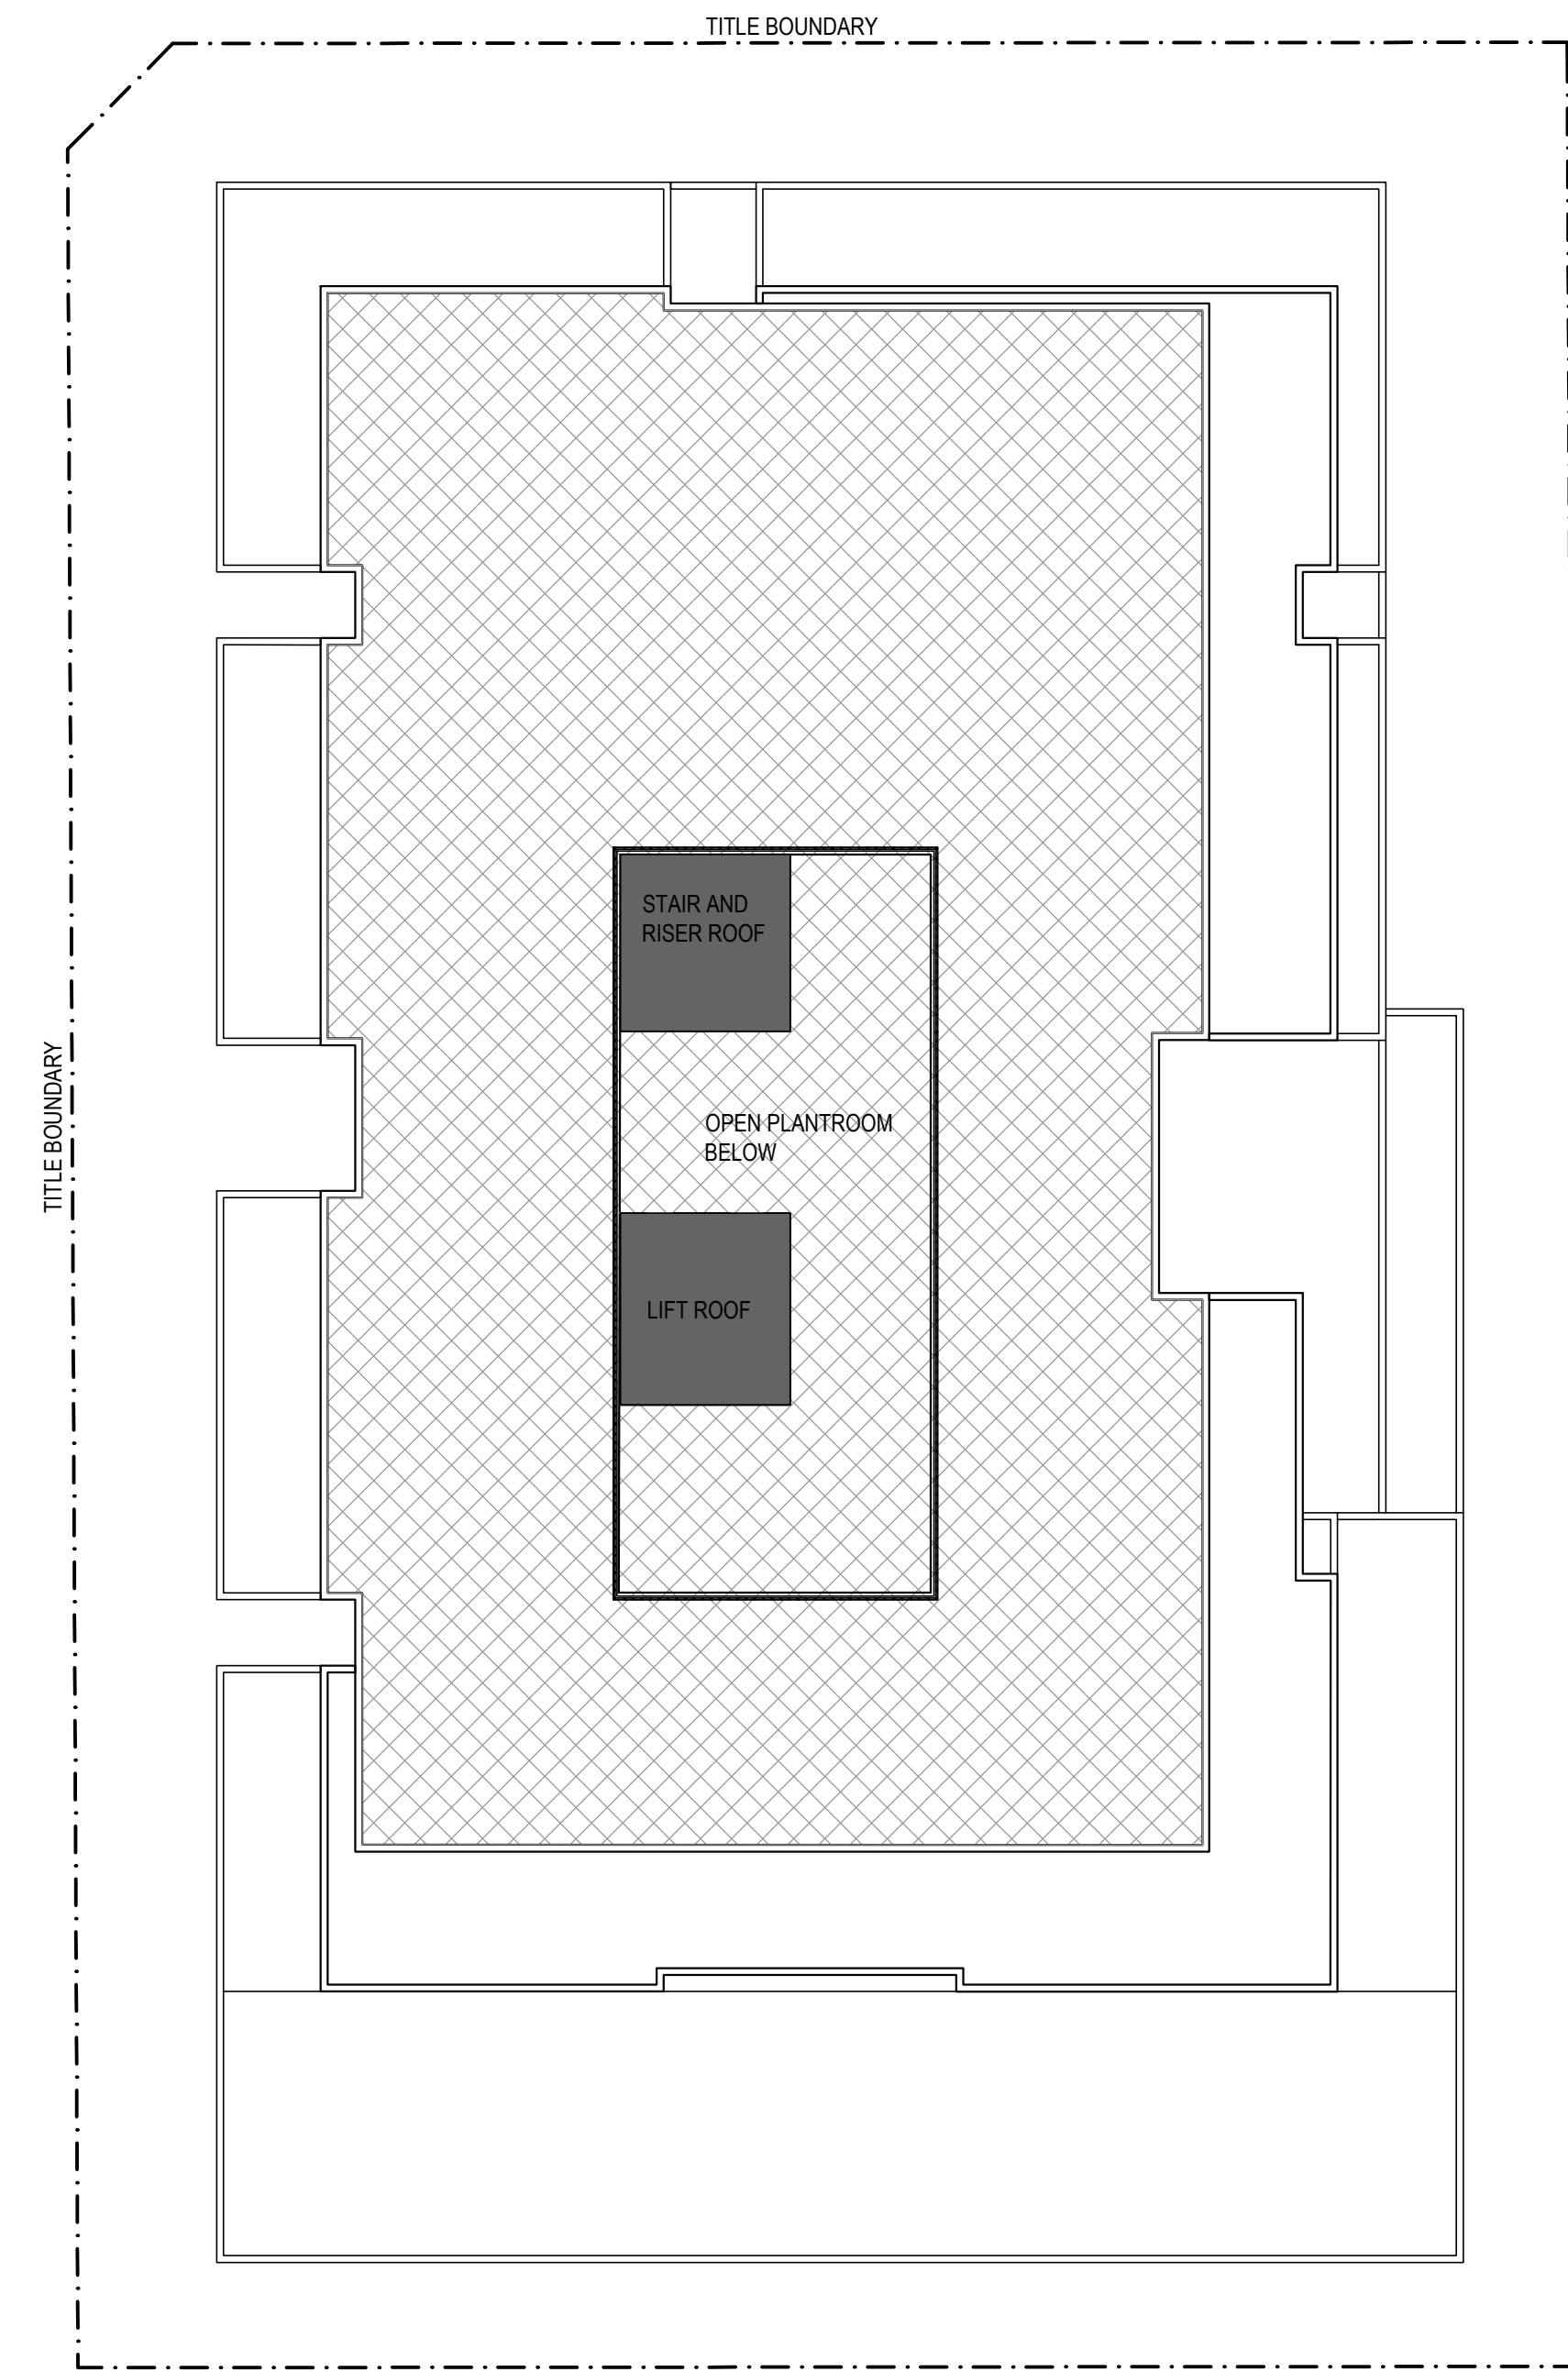 TITLE BOUNDARY
STAIR AND
RISER ROOF
TITLE BOUNDARY
OPEN PLANTROOM
BELOW
LIFT ROOF